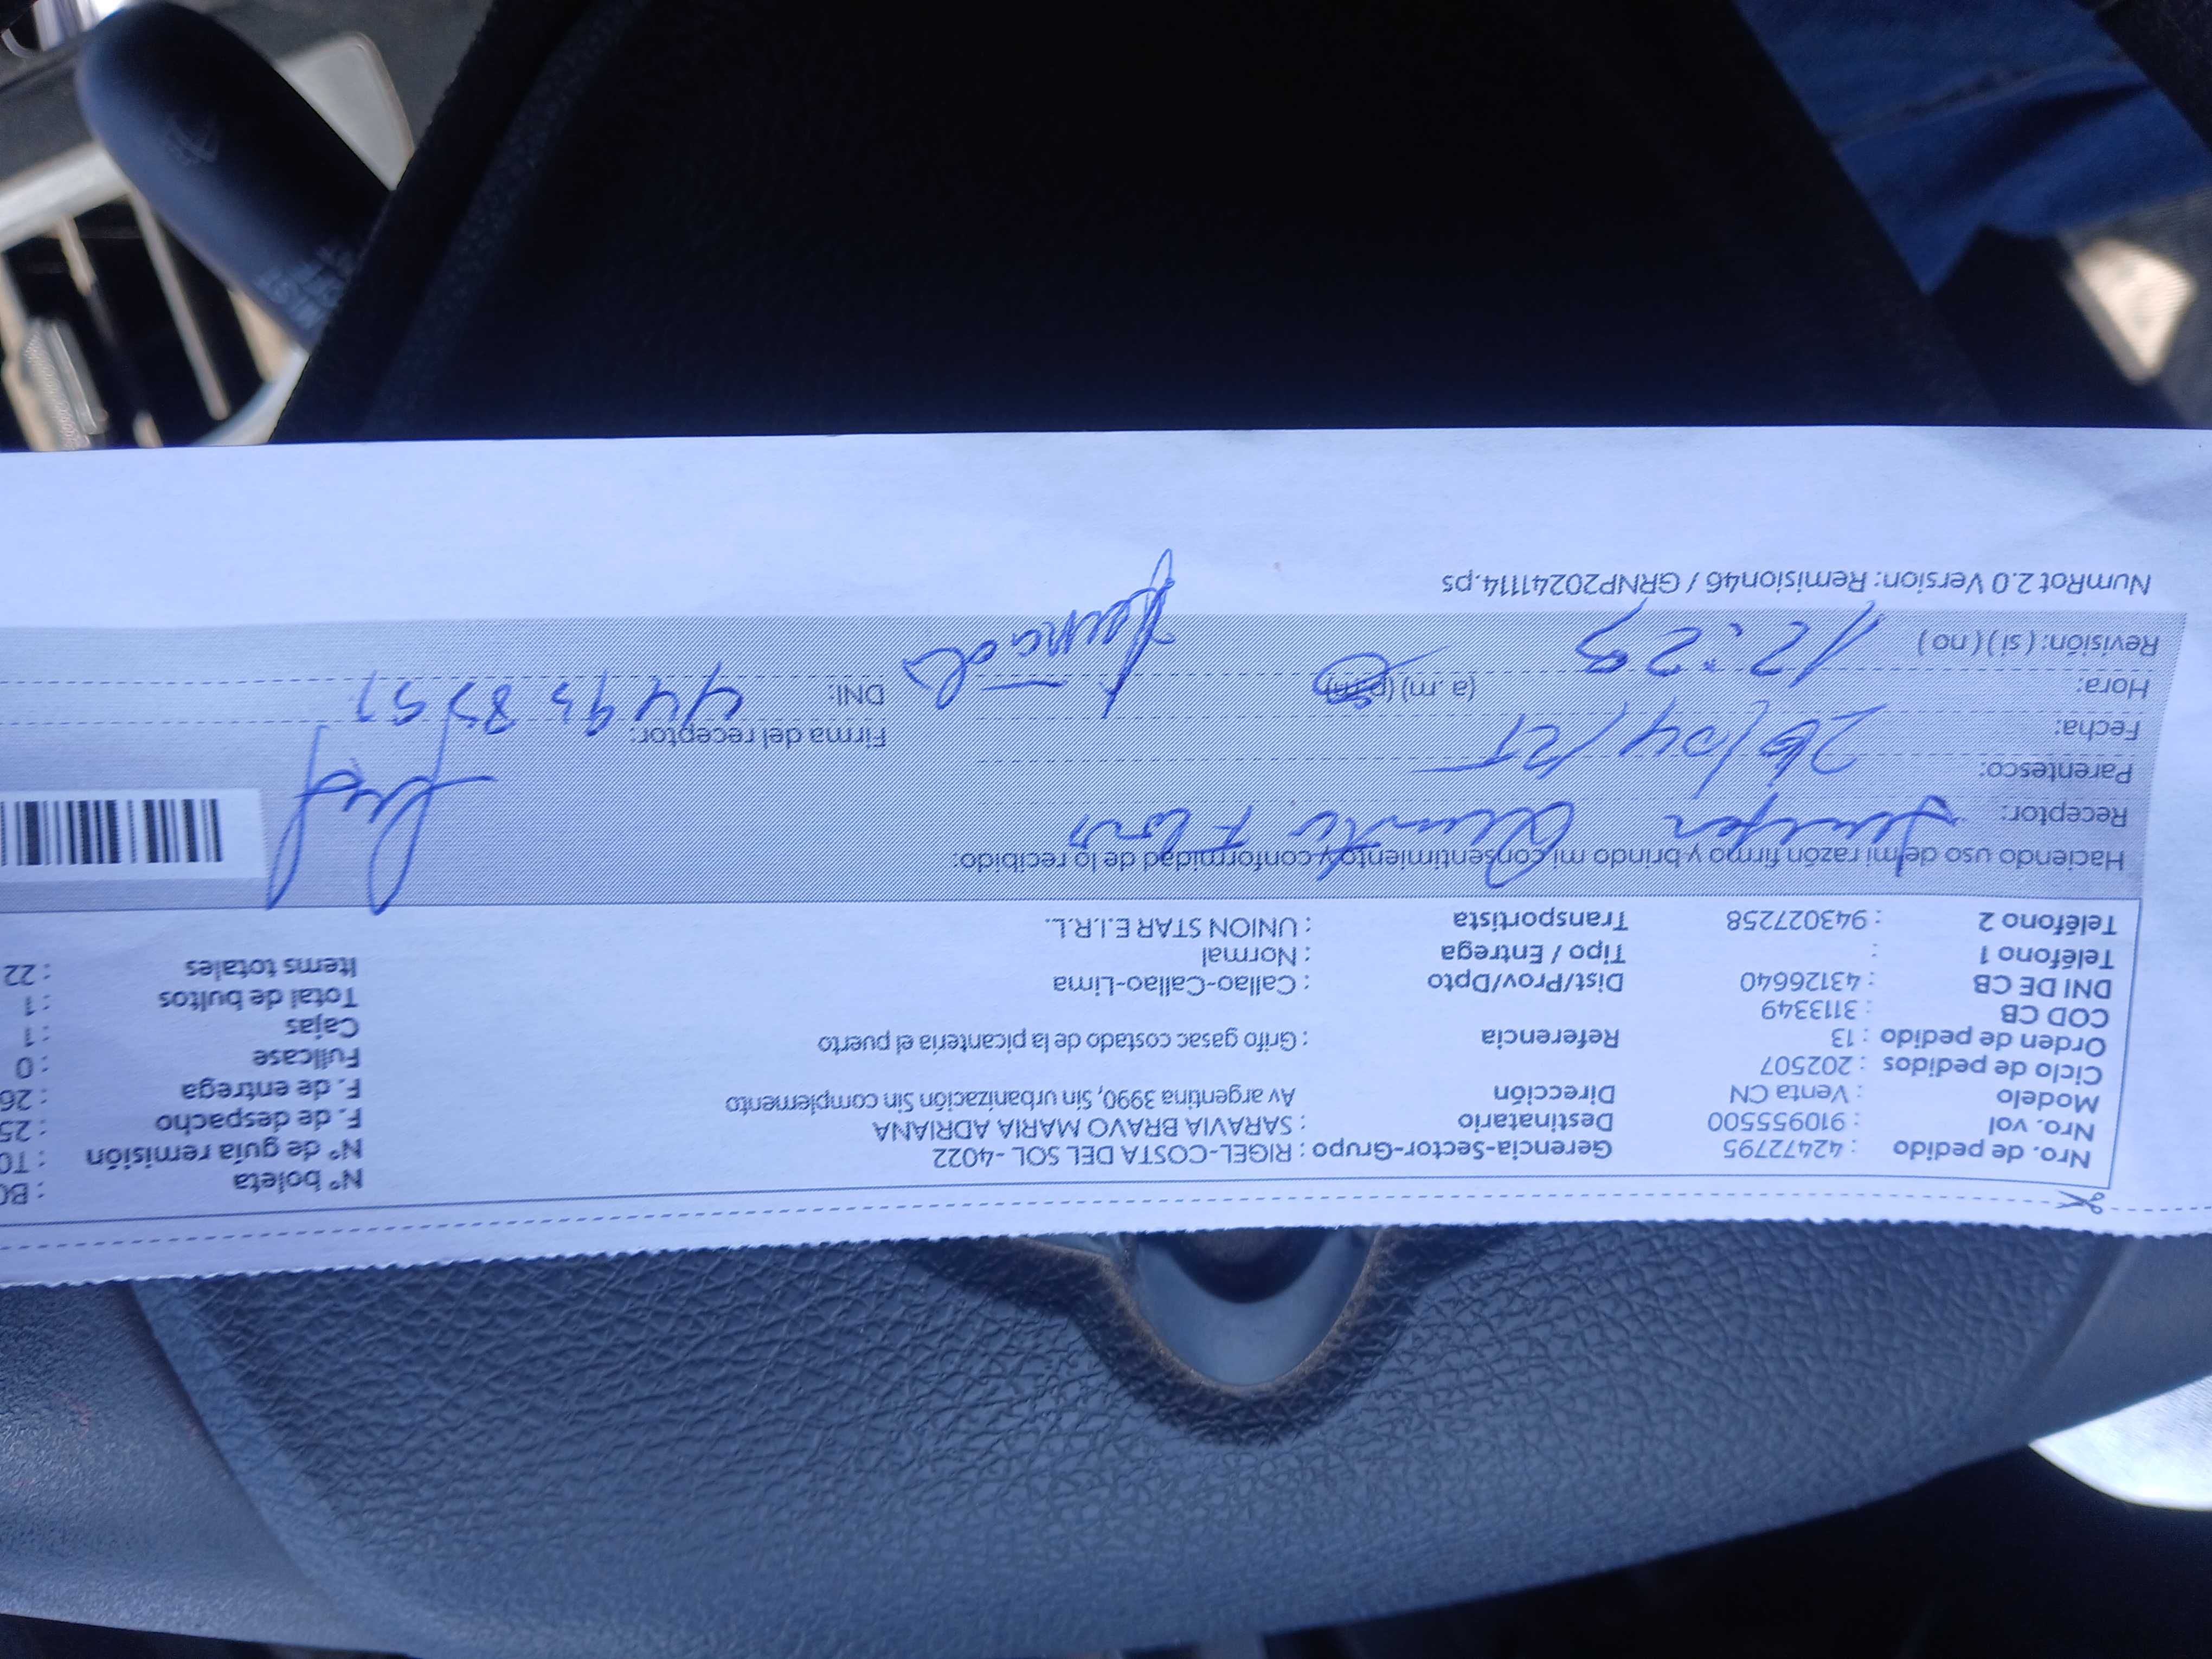 Nro. de pedido : 42472795 Gerencia-Sector-Grupo : RIGEL-COSTA DEL SOL -4022 N° boleta : B0
Nro. vol : 910955500 Destinatario : SARAVIA BRAVO MARIA ADRIANA N° de guía remisión : T0
Modelo : Venta CN Dirección Av argentina 3990, Sin urbanización Sin complemento F. de despacho : 25
Ciclo de pedidos : 202507 F. de entrega : 26
Orden de pedido : 13 Referencia : Grifo gasac costado de la picanteria el puerto Fullcase : 0
COD CB : 3113349 Cajas : 1
DNI DE CB : 43126640 Dist/Prov/Dpto : Callao-Callao-Lima Total de bultos : 1
Teléfono 1 : Tipo / Entrega : Normal Items totales : 22
Teléfono 2 : 943027258 Transportista : UNION STAR E.I.R.L.
Haciendo uso de mi razón firmo y brindo mi consentimiento y conformidad de lo recibido:
Receptor: Flores
Parentesco:
Fecha: 26/04/25 Firma del receptor:
Hora: 12:29 (a.m) (p.m) DNI:
Revisión: ( si ) ( no )
NumRot 2.0 Version: Remision46 / GRNP20241114.ps